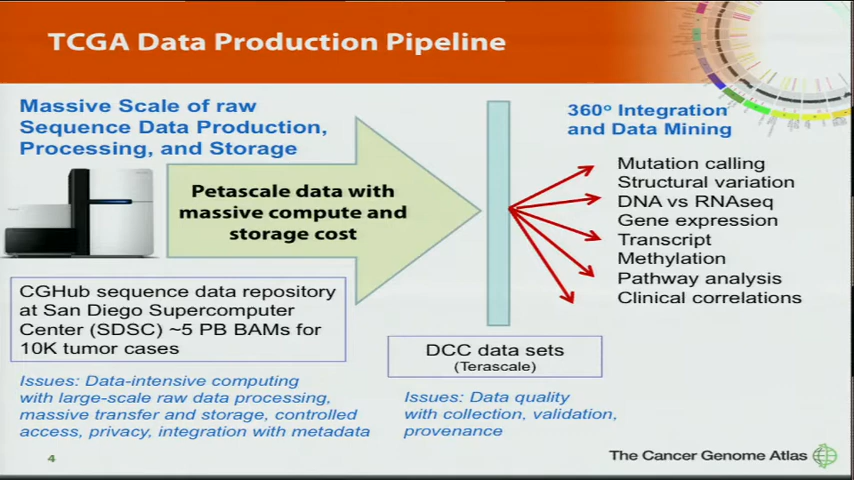 TCGA Data Production Pipeline
Massive Scale of raw
Sequence Data Production,
Processing, and Storage
Petascale data with
massive compute and
storage cost
CGHub sequence data repository
at San Diego Supercomputer
Center (SDSC) ~5 PB BAMs for
10K tumor cases
Issues: Data-intensive computing
with large-scale raw data processing,
massive transfer and storage, controlled
access, privacy, integration with metadata
DCC data sets
(Terascale)
Issues: Data quality
with collection, validation,
provenance
360º Integration
and Data Mining
Mutation calling
Structural variation
DNA vs RNAseq
Gene expression
Transcript
Methylation
Pathway analysis
Clinical correlations
4
The Cancer Genome Atlas